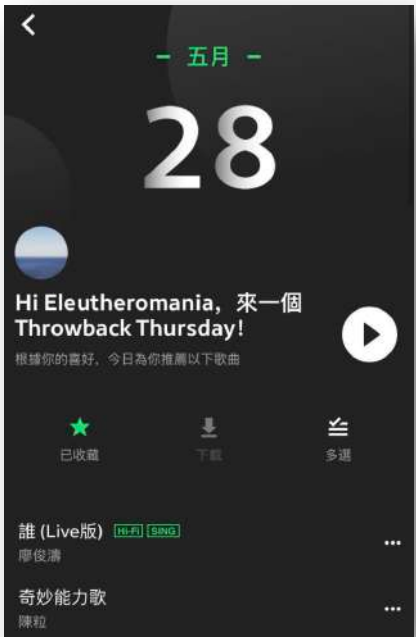 - 五月 -
28
Hi Eleutheromania，來一個
Throwback Thursday!
根據你的喜好，今日為你推薦以下歌曲
已收藏
下載
多選
誰 (Live版) Hi-Fi SING
廖俊濤
奇妙能力歌
陳粒